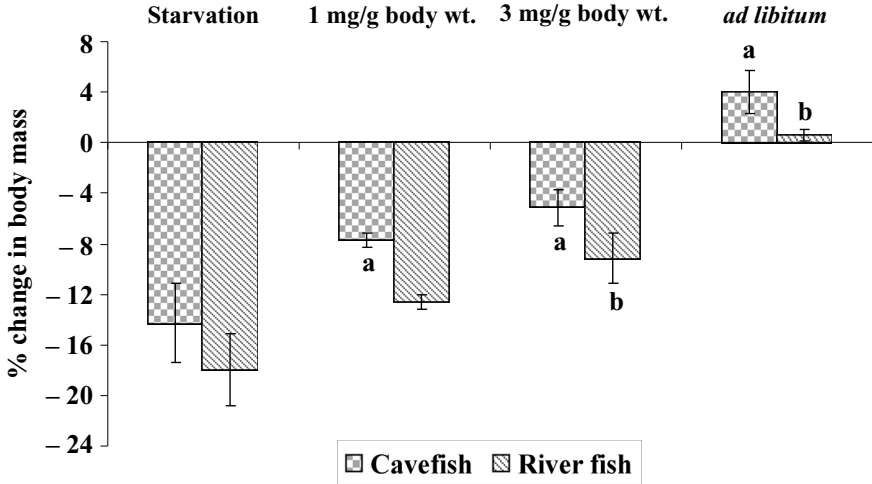 Starvation 1 mg/g body wt. 3 mg/g body wt. ad libitum
% change in body mass
8
4
0
– 4
– 8
– 12
– 16
– 20
– 24
a
a
b
a
b
Cavefish River fish